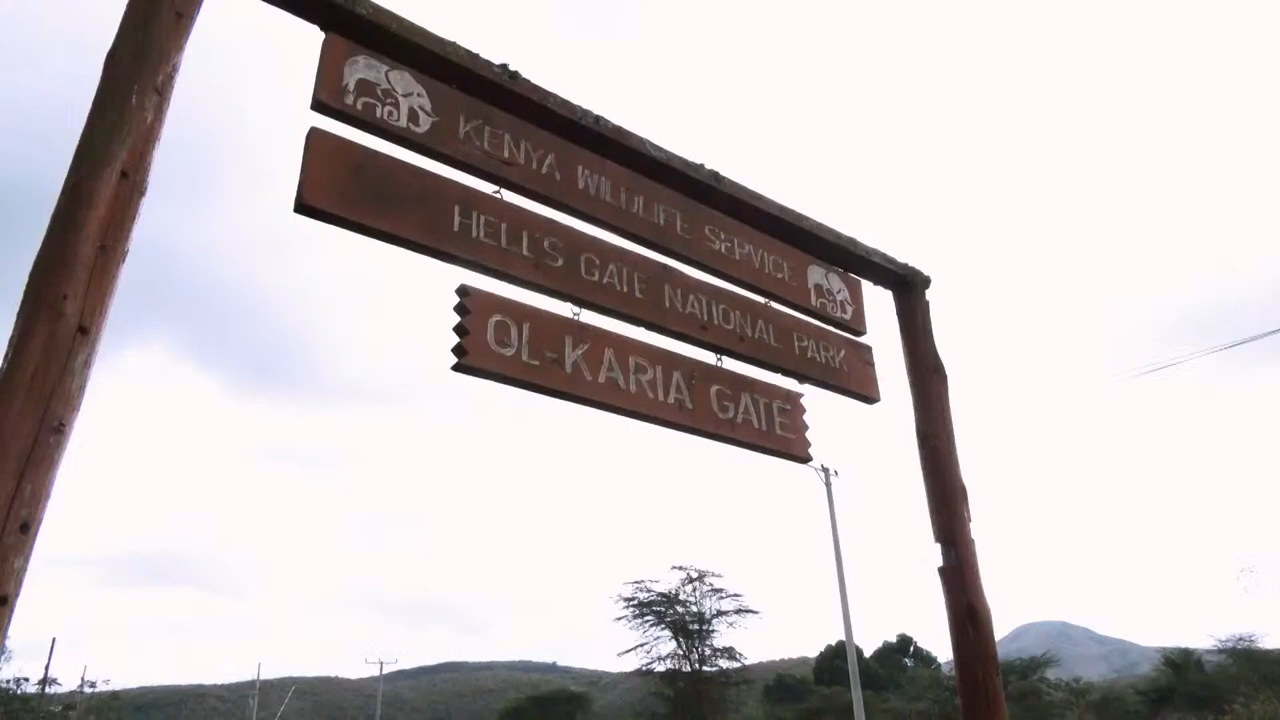 KENYA WILDLIFE SERVICE
HELL'S GATE NATIONAL PARK
OL-KARIA GATE